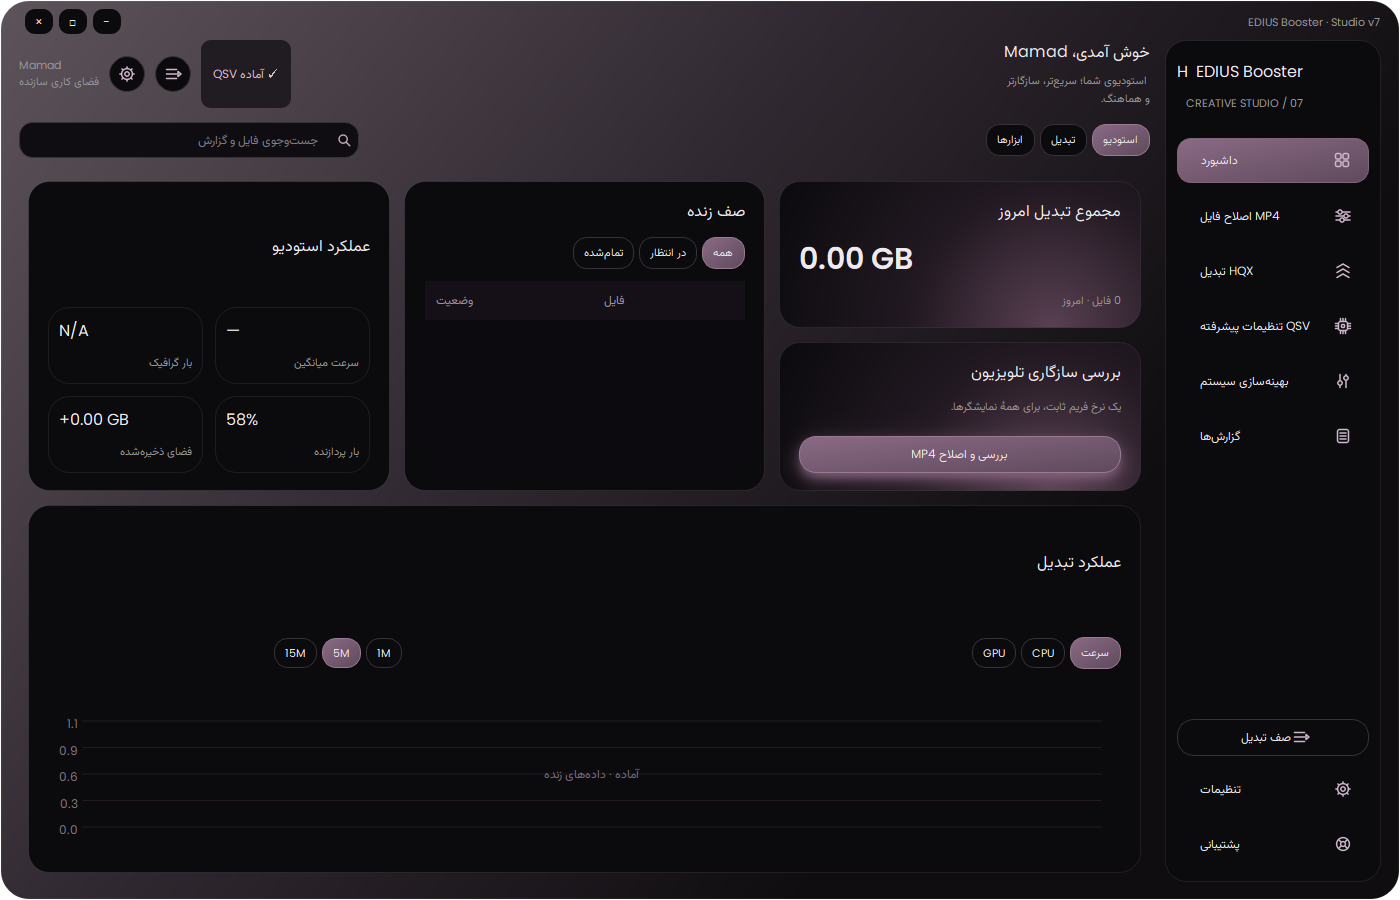 EDIUS Booster · Studio v7
H EDIUS Booster
CREATIVE STUDIO / 07
داشبورد
اصلاح فایل MP4
تبدیل HQX
تنظیمات پیشرفته QSV
بهینه‌سازی سیستم
گزارش‌ها
صف تبدیل
تنظیمات
پشتیبانی
خوش آمدی، Mamad
استودیوی شما؛ سریع‌تر، سازگارتر
و هماهنگ.
استودیو
تبدیل
ابزارها
✓ آماده QSV
Mamad
فضای کاری سازنده
جست‌وجوی فایل و گزارش
مجموع تبدیل امروز
0.00 GB
0 فایل · امروز
بررسی سازگاری تلویزیون
یک نرخ فریم ثابت، برای همهٔ نمایشگرها.
بررسی و اصلاح MP4
صف زنده
همه
در انتظار
تمام‌شده
فایل
وضعیت
عملکرد استودیو
—
سرعت میانگین
N/A
بار گرافیک
58%
بار پردازنده
+0.00 GB
فضای ذخیره‌شده
عملکرد تبدیل
سرعت
CPU
GPU
1M
5M
15M
1.1
0.9
0.6
0.3
0.0
آماده · داده‌های زنده